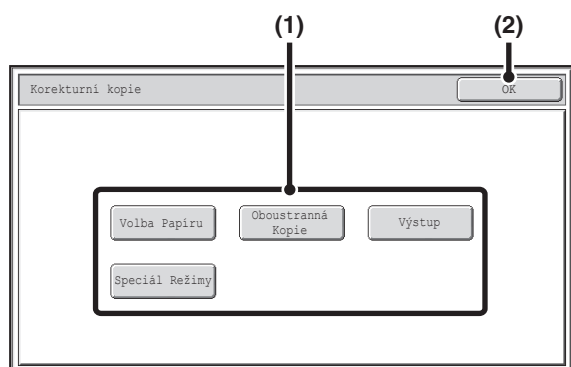 (1) (2)
Korekturní kopie OK
Volba Papíru Oboustranná Kopie Výstup
Speciál Režimy